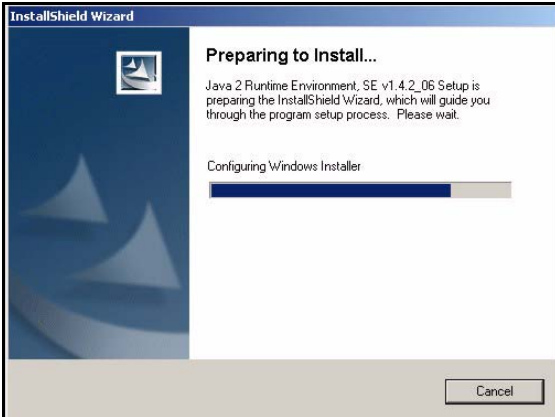 InstallShield Wizard
Preparing to Install...
Java 2 Runtime Environment, SE v1.4.2_06 Setup is
preparing the InstallShield Wizard, which will guide you
through the program setup process.  Please wait.
Configuring Windows Installer
Cancel